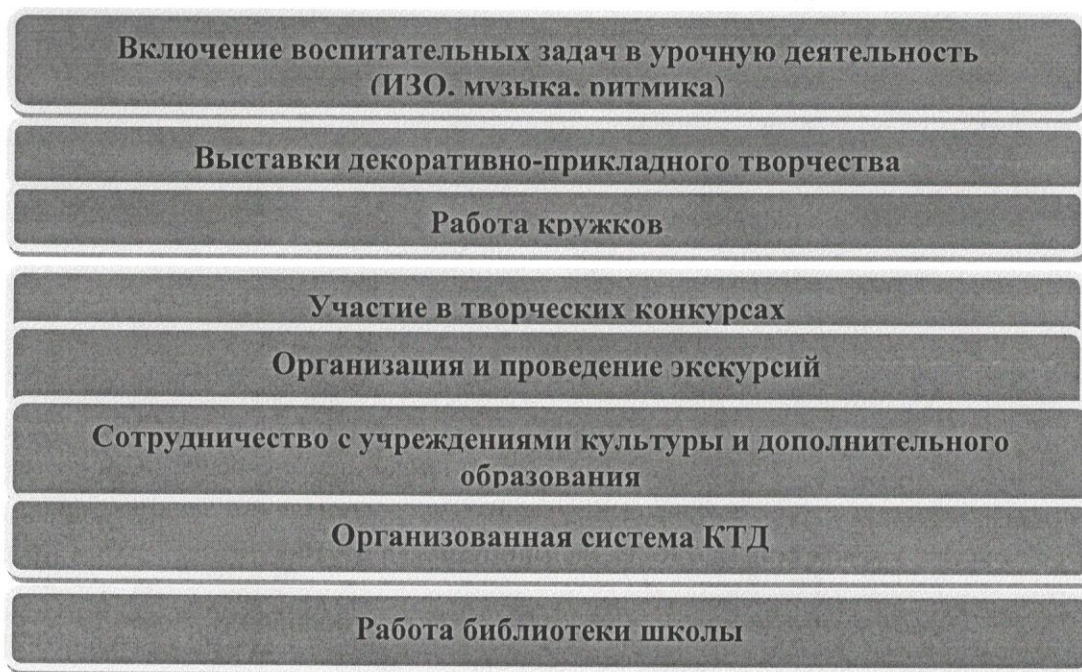 Включение воспитательных задач в урочную деятельность
(ИЗО, музыка, ритмика)
Выставки декоративно-прикладного творчества
Работа кружков
Участие в творческих конкурсах
Организация и проведение экскурсий
Сотрудничество с учреждениями культуры и дополнительного
образования
Организованная система КТД
Работа библиотеки школы